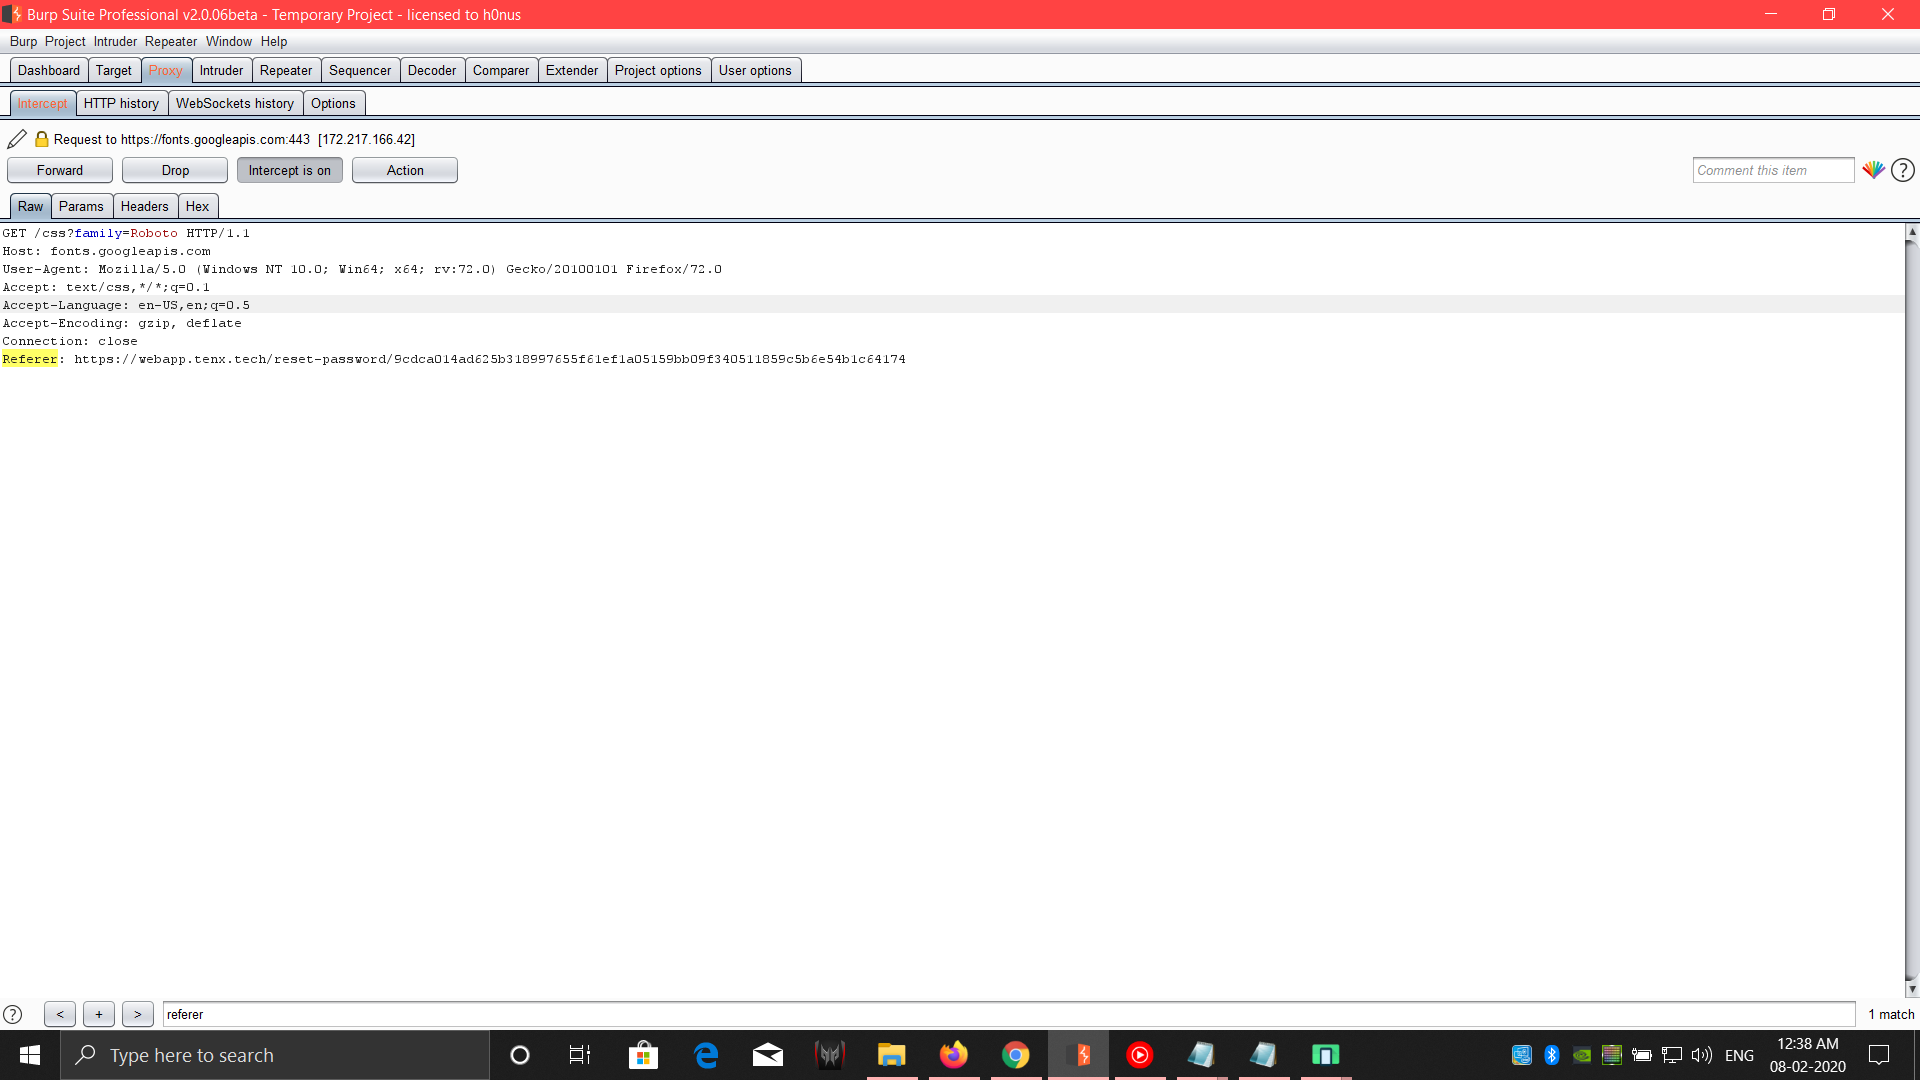 Burp Suite Professional v2.0.06beta - Temporary Project - licensed to h0nus
Burp Project Intruder Repeater Window Help
Dashboard Target Proxy Intruder Repeater Sequencer Decoder Comparer Extender Project options User options
Intercept HTTP history WebSockets history Options
Request to https://fonts.googleapis.com:443 [172.217.166.42]
Forward Drop Intercept is on Action Comment this item ?
Raw Params Headers Hex
GET /css?family=Roboto HTTP/1.1
Host: fonts.googleapis.com
User-Agent: Mozilla/5.0 (Windows NT 10.0; Win64; x64; rv:72.0) Gecko/20100101 Firefox/72.0
Accept: text/css,*/*;q=0.1
Accept-Language: en-US,en;q=0.5
Accept-Encoding: gzip, deflate
Connection: close
Referer: https://webapp.tenx.tech/reset-password/9cdca014ad625b318997655f61ef1a05159bb09f340511859c5b6e54b1c64174
? < + > referer 1 match
Type here to search ENG 12:38 AM
08-02-2020